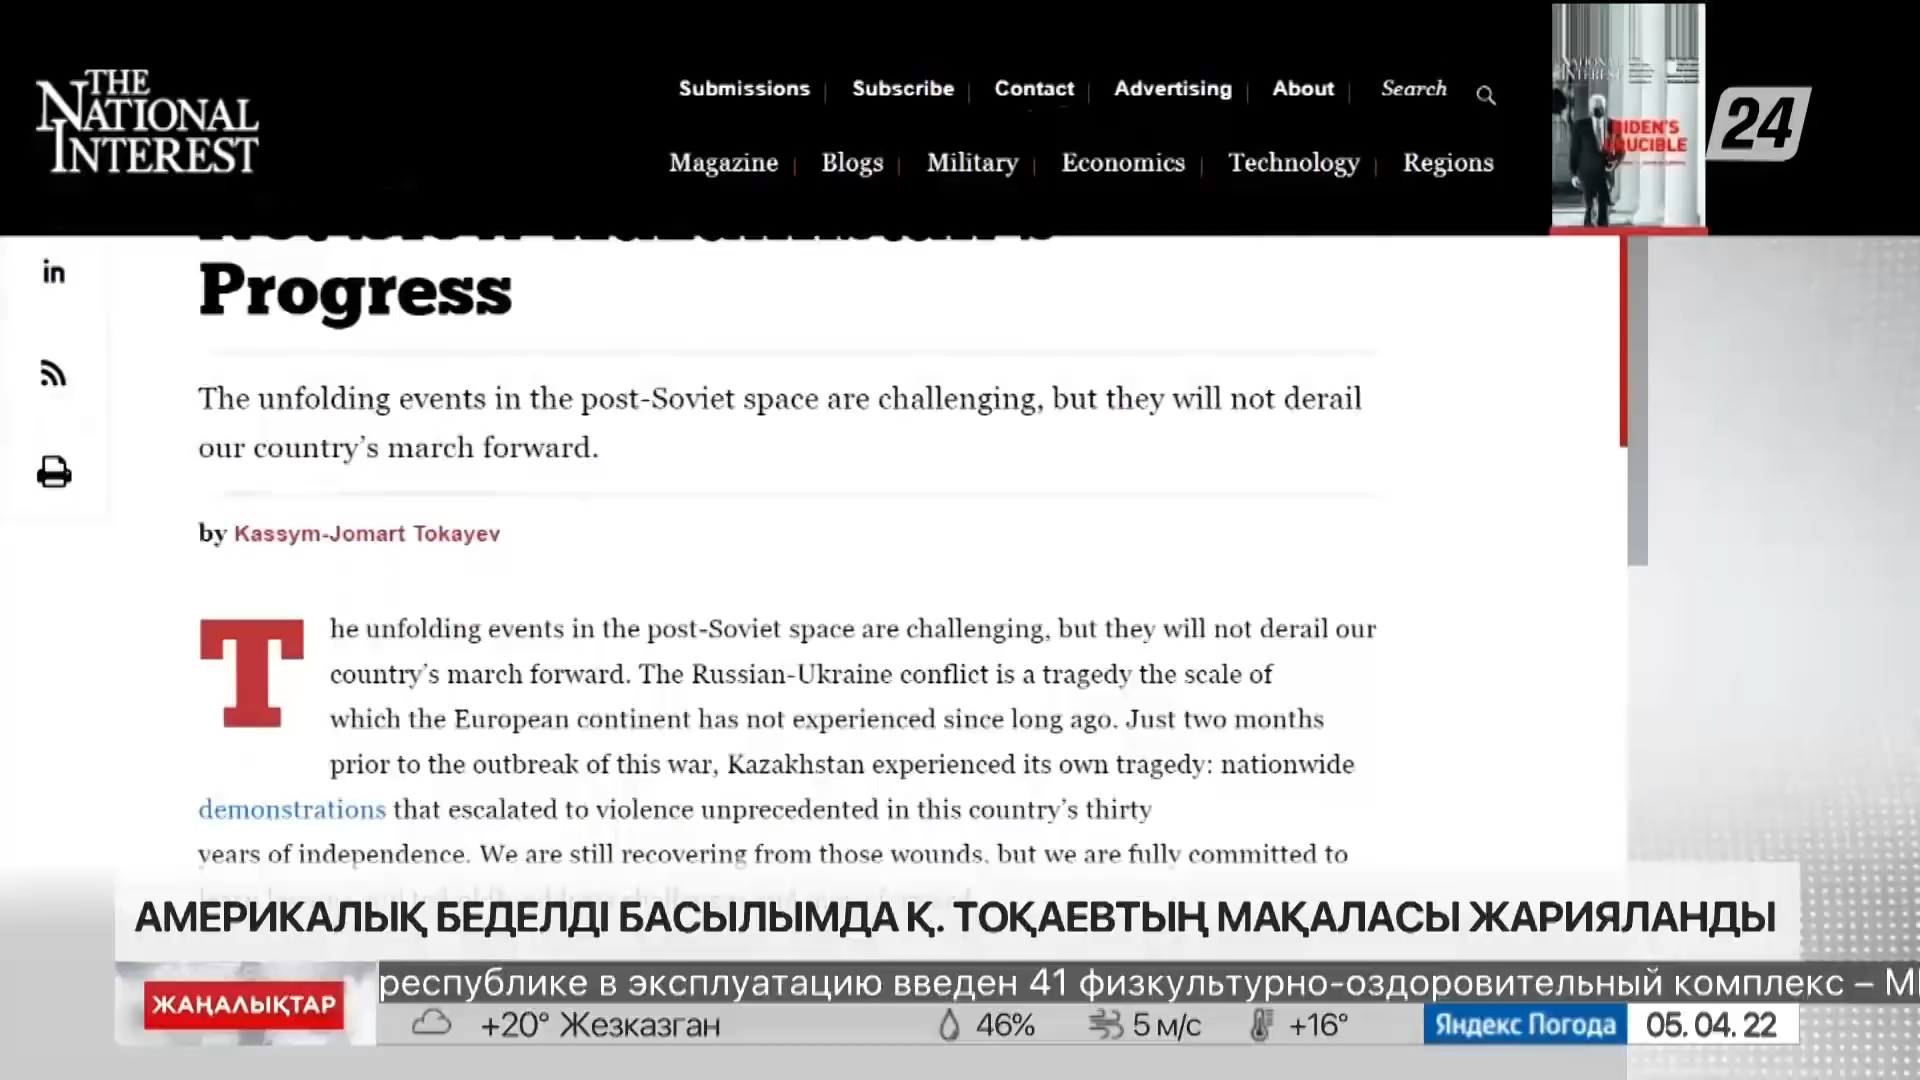 THE
NATIONAL
INTEREST
Submissions Subscribe Contact Advertising About Search
Magazine Blogs Military Economics Technology Regions
BIDEN'S
CRUCIBLE
24
in
Progress
The unfolding events in the post-Soviet space are challenging, but they will not derail
our country's march forward.
by Kassym-Jomart Tokayev
The unfolding events in the post-Soviet space are challenging, but they will not derail our
country's march forward. The Russian-Ukraine conflict is a tragedy the scale of
which the European continent has not experienced since long ago. Just two months
prior to the outbreak of this war, Kazakhstan experienced its own tragedy: nationwide
demonstrations that escalated to violence unprecedented in this country's thirty
years of independence. We are still recovering from those wounds, but we are fully committed to
АМЕРИКАЛЫҚ БЕДЕЛДІ БАСЫЛЫМДА Қ. ТОҚАЕВТЫҢ МАҚАЛАСЫ ЖАРИЯЛАНДЫ
ЖАҢАЛЫҚТАР
республике в эксплуатацию введен 41 физкультурно-оздоровительный комплекс – М
+20° Жезказган 46% 5 м/с +16° Яндекс Погода 05.04.22